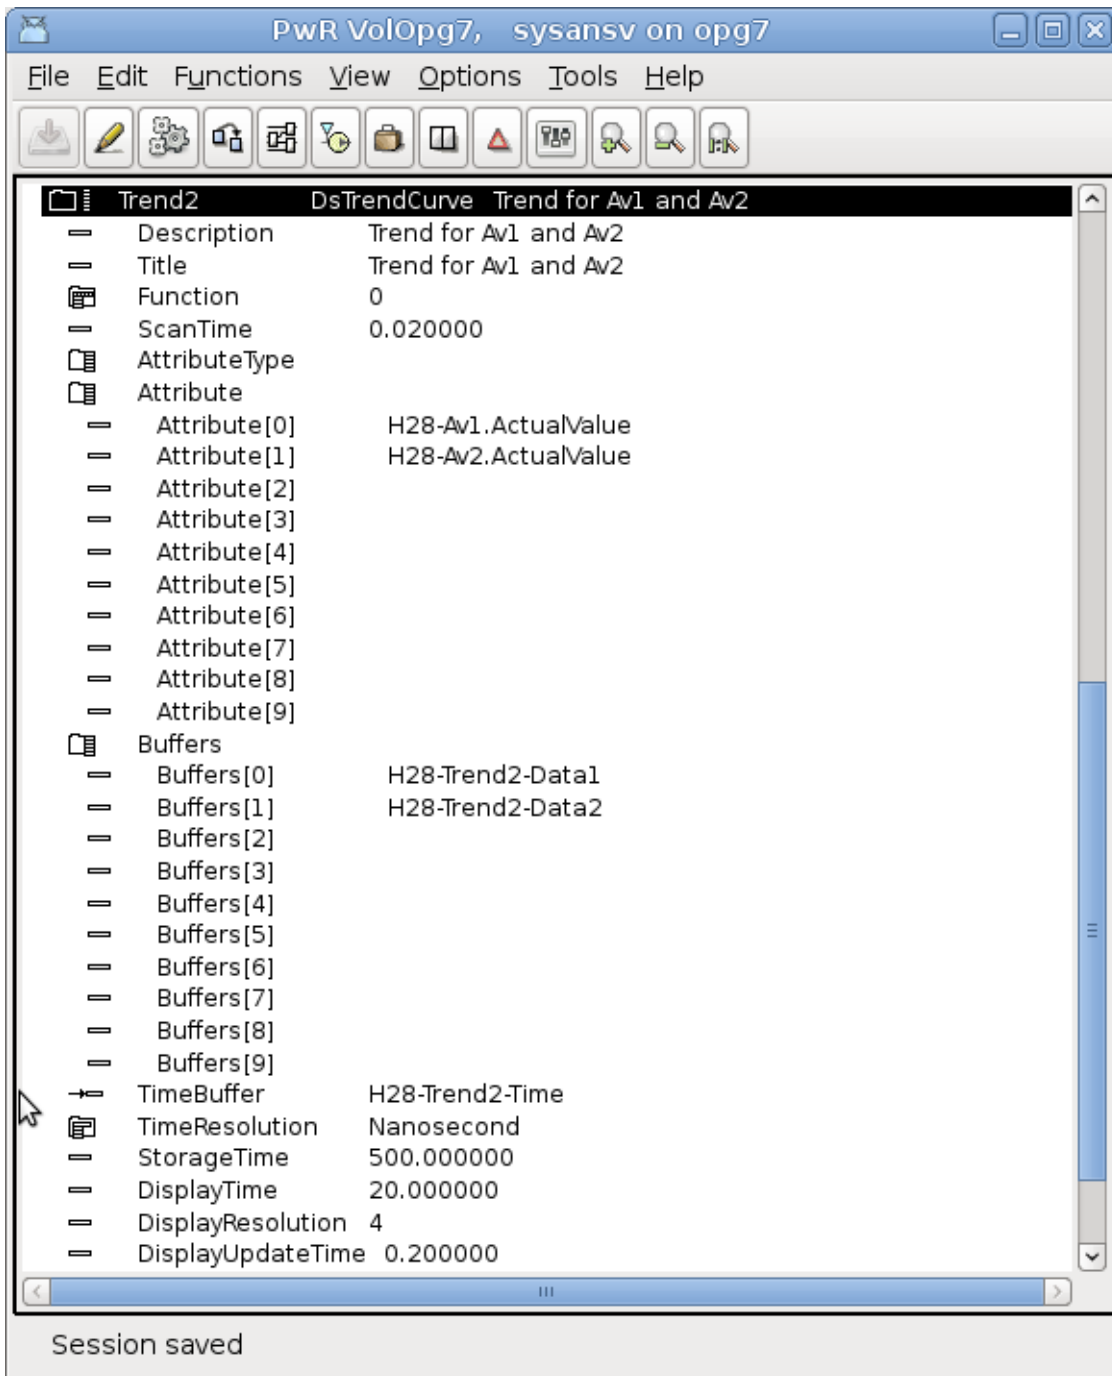 PwR VolOpg7, sysansv on opg7
File Edit Functions View Options Tools Help
Trend2 DsTrendCurve Trend for Av1 and Av2
Description Trend for Av1 and Av2
Title Trend for Av1 and Av2
Function 0
ScanTime 0.020000
AttributeType
Attribute
Attribute[0] H28-Av1.ActualValue
Attribute[1] H28-Av2.ActualValue
Attribute[2]
Attribute[3]
Attribute[4]
Attribute[5]
Attribute[6]
Attribute[7]
Attribute[8]
Attribute[9]
Buffers
Buffers[0] H28-Trend2-Data1
Buffers[1] H28-Trend2-Data2
Buffers[2]
Buffers[3]
Buffers[4]
Buffers[5]
Buffers[6]
Buffers[7]
Buffers[8]
Buffers[9]
TimeBuffer H28-Trend2-Time
TimeResolution Nanosecond
StorageTime 500.000000
DisplayTime 20.000000
DisplayResolution 4
DisplayUpdateTime 0.200000
Session saved